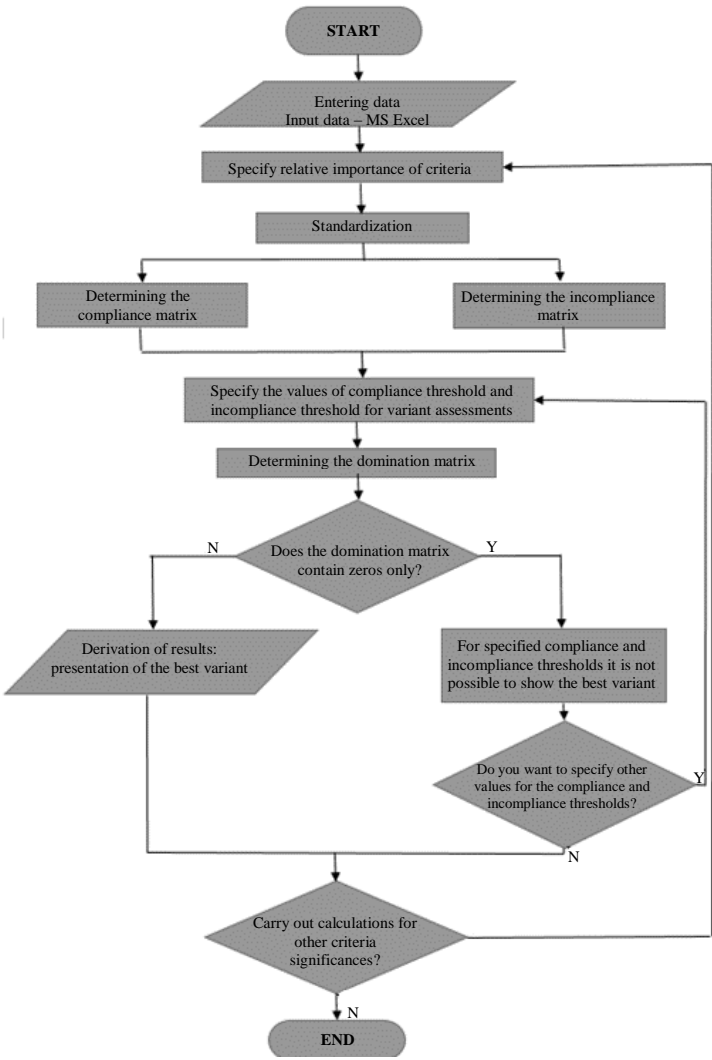 START
Entering data
Input data – MS Excel
Specify relative importance of criteria
Standardization
Determining the
compliance matrix
Determining the incompliance
matrix
Specify the values of compliance threshold and
incompliance threshold for variant assessments
Determining the domination matrix
Does the domination matrix
contain zeros only?
N
Y
Derivation of results:
presentation of the best variant
For specified compliance and
incompliance thresholds it is not
possible to show the best variant
Do you want to specify other
values for the compliance and
incompliance thresholds?
Y
N
Carry out calculations for
other criteria
significances?
N
END